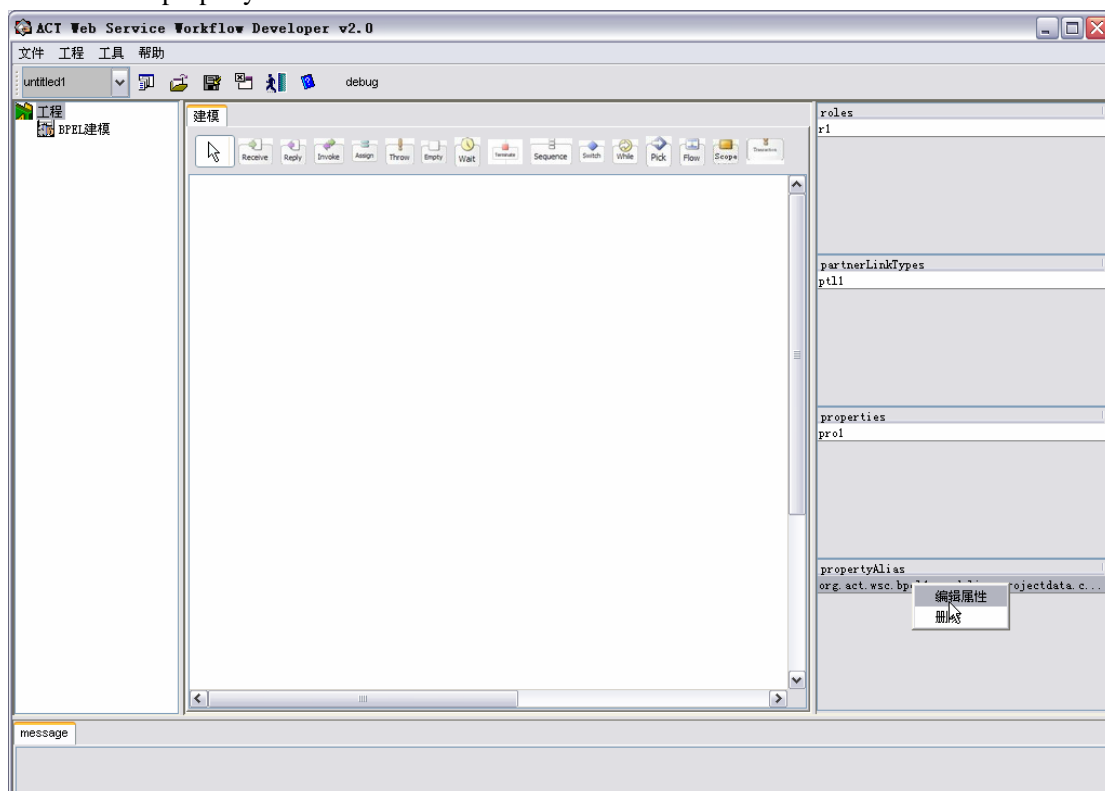 ACT Web Service Workflow Developer v2.0
文件 工程 工具 帮助
untitled1 debug
工程
BPEL建模
建模
Receive Reply Invoke Assign Throw Empty Wait Terminate Sequence Switch While Pick Flow Scope
roles
r1
partnerLinkTypes
ptl1
properties
pro1
propertyAlias
org.act.wsc.bp ojectdata.c...
编辑属性
删除
message